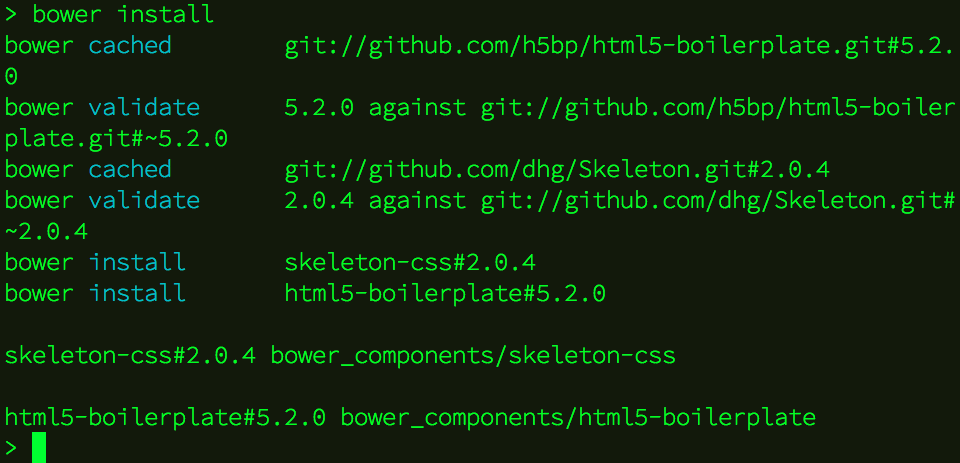 > bower install
bower cached        git://github.com/h5bp/html5-boilerplate.git#5.2.
0
bower validate      5.2.0 against git://github.com/h5bp/html5-boiler
plate.git#~5.2.0
bower cached        git://github.com/dhg/Skeleton.git#2.0.4
bower validate      2.0.4 against git://github.com/dhg/Skeleton.git#
~2.0.4
bower install       skeleton-css#2.0.4
bower install       html5-boilerplate#5.2.0
skeleton-css#2.0.4 bower_components/skeleton-css
html5-boilerplate#5.2.0 bower_components/html5-boilerplate
>